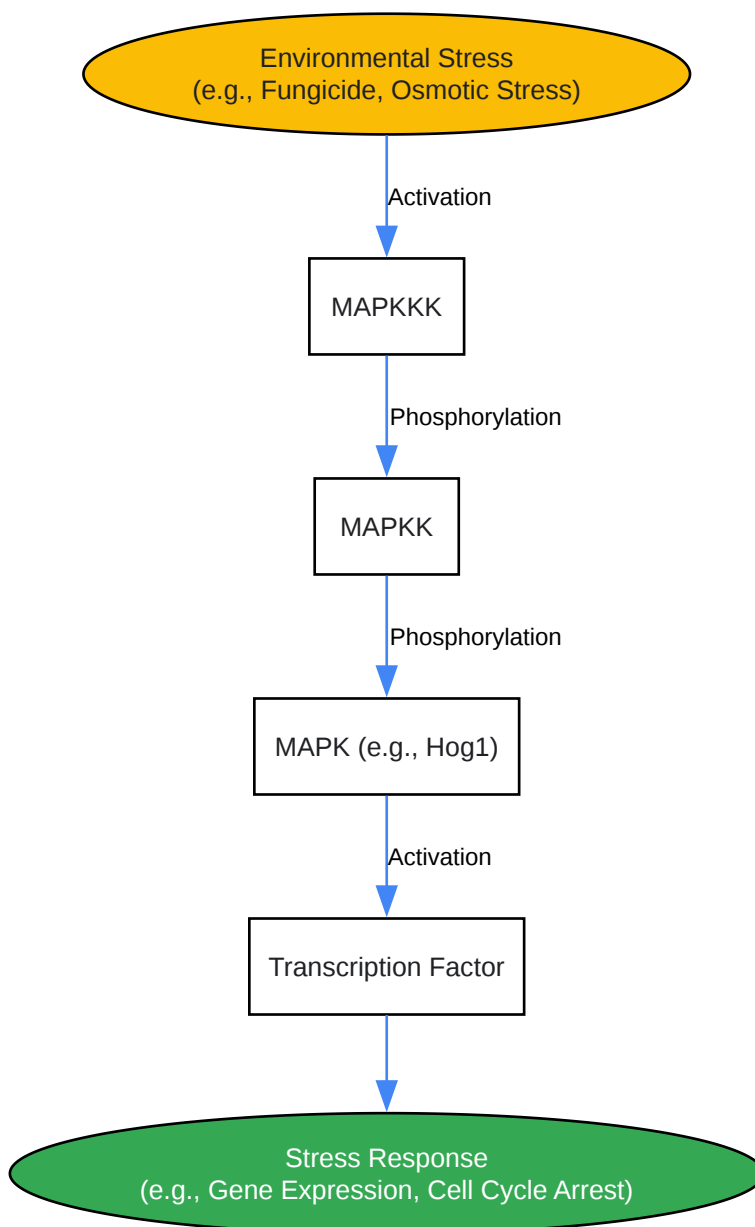 Environmental Stress
(e.g., Fungicide, Osmotic Stress)
Activation
MAPKKK
Phosphorylation
MAPKK
Phosphorylation
MAPK (e.g., Hog1)
Activation
Transcription Factor
Stress Response
(e.g., Gene Expression, Cell Cycle Arrest)